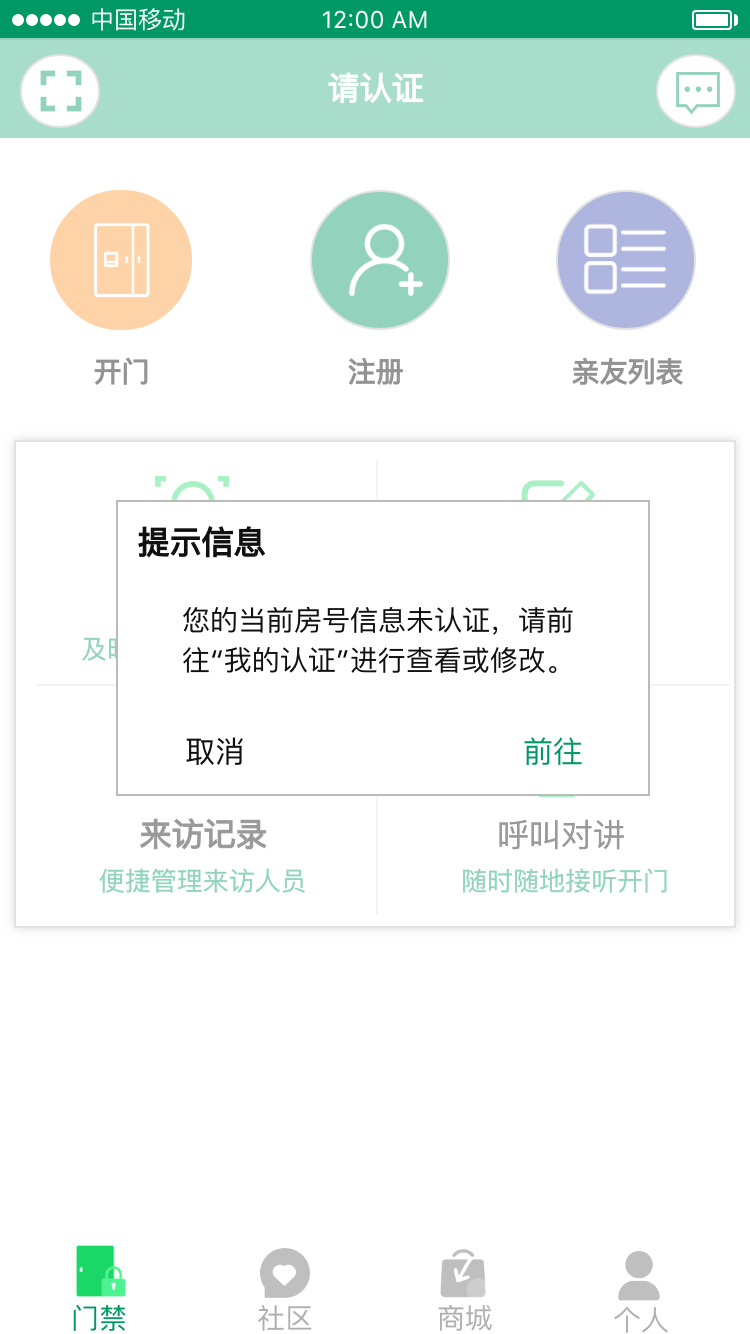 中国移动 12:00 AM
请认证
开门 注册 亲友列表
提示信息
您的当前房号信息未认证，请前
往“我的认证”进行查看或修改。
及时
取消 前往
来访记录 呼叫对讲
便捷管理来访人员 随时随地接听开门
门禁 社区 商城 个人